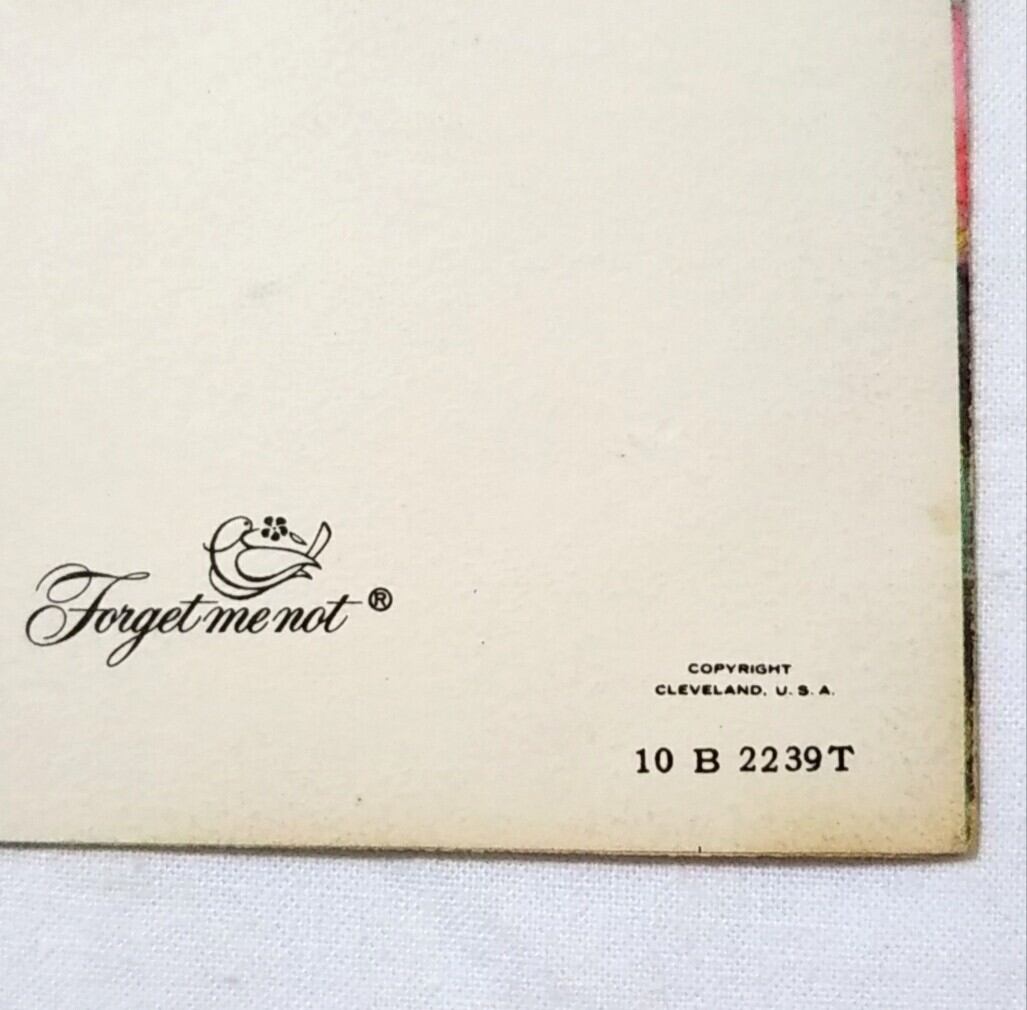 Forget me not ®
COPYRIGHT
CLEVELAND, U.S.A.
10 B 2239T